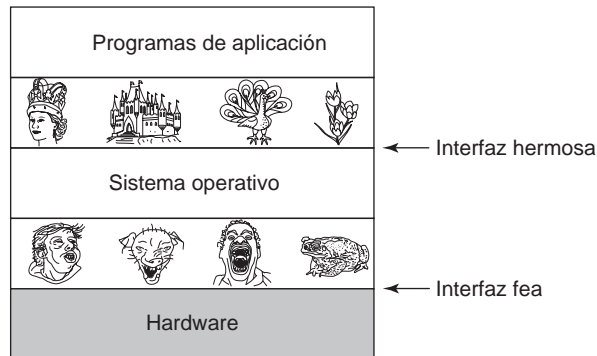 Programas de aplicación
Interfaz hermosa
Sistema operativo
Interfaz fea
Hardware